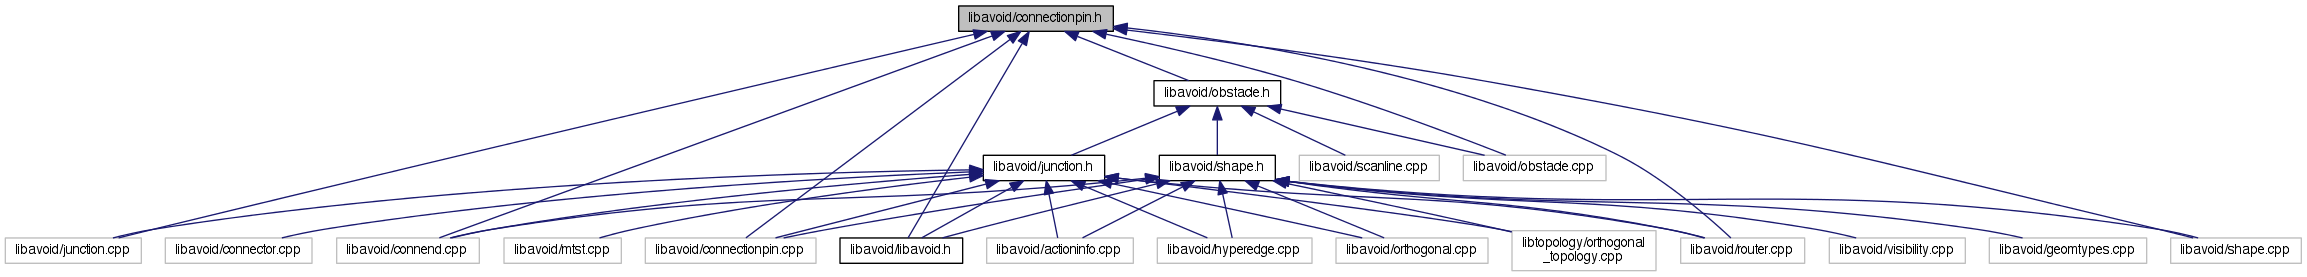 libavoid/connectionpin.h
libavoid/obstacle.h
libavoid/junction.h
libavoid/shape.h
libavoid/scanline.cpp
libavoid/obstacle.cpp
libavoid/junction.cpp
libavoid/connector.cpp
libavoid/connend.cpp
libavoid/mtst.cpp
libavoid/connectionpin.cpp
libavoid/libavoid.h
libavoid/actioninfo.cpp
libavoid/hyperedge.cpp
libavoid/orthogonal.cpp
libtopology/orthogonal
_topology.cpp
libavoid/router.cpp
libavoid/visibility.cpp
libavoid/geomtypes.cpp
libavoid/shape.cpp